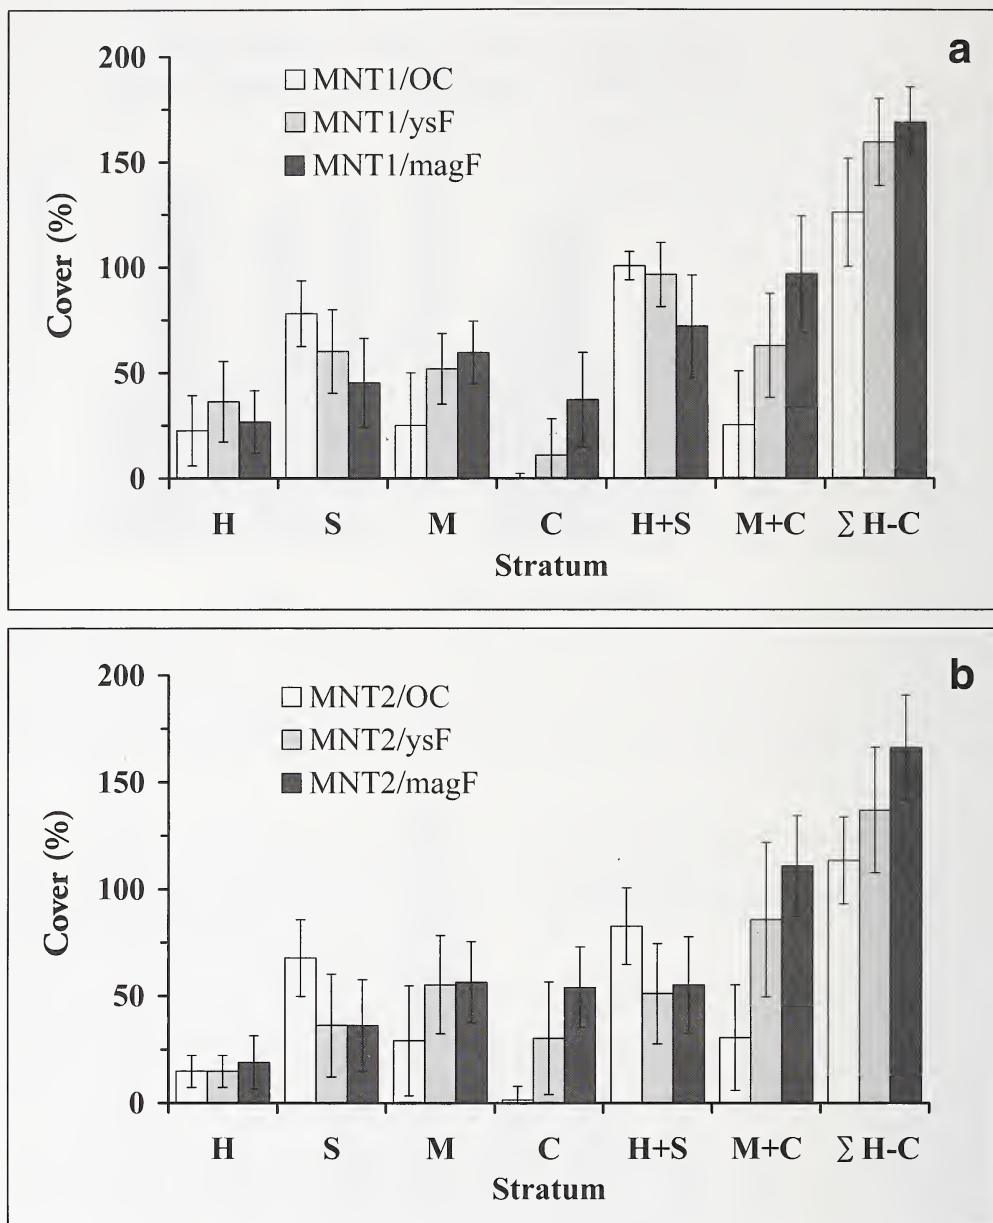 a
200
150
100
50
0
Cover (%)
MNT1/OC
MNT1/ysF
MNT1/magF
H S M C H+S M+C ∑ H-C
Stratum
b
200
150
100
50
0
Cover (%)
MNT2/OC
MNT2/ysF
MNT2/magF
H S M C H+S M+C ∑ H-C
Stratum